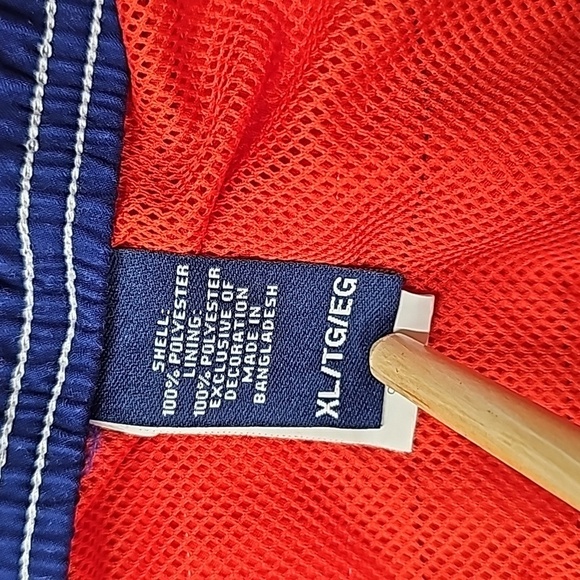 SHELL:
100% POLYESTER
LINING:
100% POLYESTER
EXCLUSIVE OF
DECORATION
MADE IN
BANGLADESH
XL/TG/EG